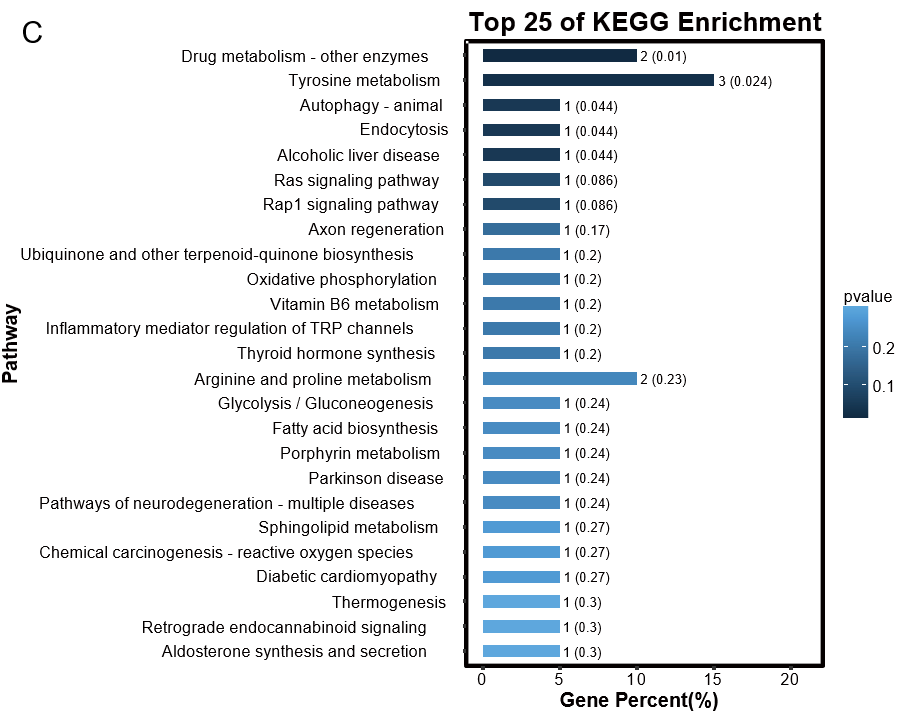 C
Top 25 of KEGG Enrichment
Drug metabolism - other enzymes 2 (0.01)
Tyrosine metabolism 3 (0.024)
Autophagy - animal 1 (0.044)
Endocytosis 1 (0.044)
Alcoholic liver disease 1 (0.044)
Ras signaling pathway 1 (0.086)
Rap1 signaling pathway 1 (0.086)
Axon regeneration 1 (0.17)
Ubiquinone and other terpenoid-quinone biosynthesis 1 (0.2)
Oxidative phosphorylation 1 (0.2)
Vitamin B6 metabolism 1 (0.2)
Inflammatory mediator regulation of TRP channels 1 (0.2)
Thyroid hormone synthesis 1 (0.2)
Arginine and proline metabolism 2 (0.23)
Glycolysis / Gluconeogenesis 1 (0.24)
Fatty acid biosynthesis 1 (0.24)
Porphyrin metabolism 1 (0.24)
Parkinson disease 1 (0.24)
Pathways of neurodegeneration - multiple diseases 1 (0.24)
Sphingolipid metabolism 1 (0.27)
Chemical carcinogenesis - reactive oxygen species 1 (0.27)
Diabetic cardiomyopathy 1 (0.27)
Thermogenesis 1 (0.3)
Retrograde endocannabinoid signaling 1 (0.3)
Aldosterone synthesis and secretion 1 (0.3)
0 5 10 15 20
Gene Percent(%)
Pathway
pvalue
0.2
0.1